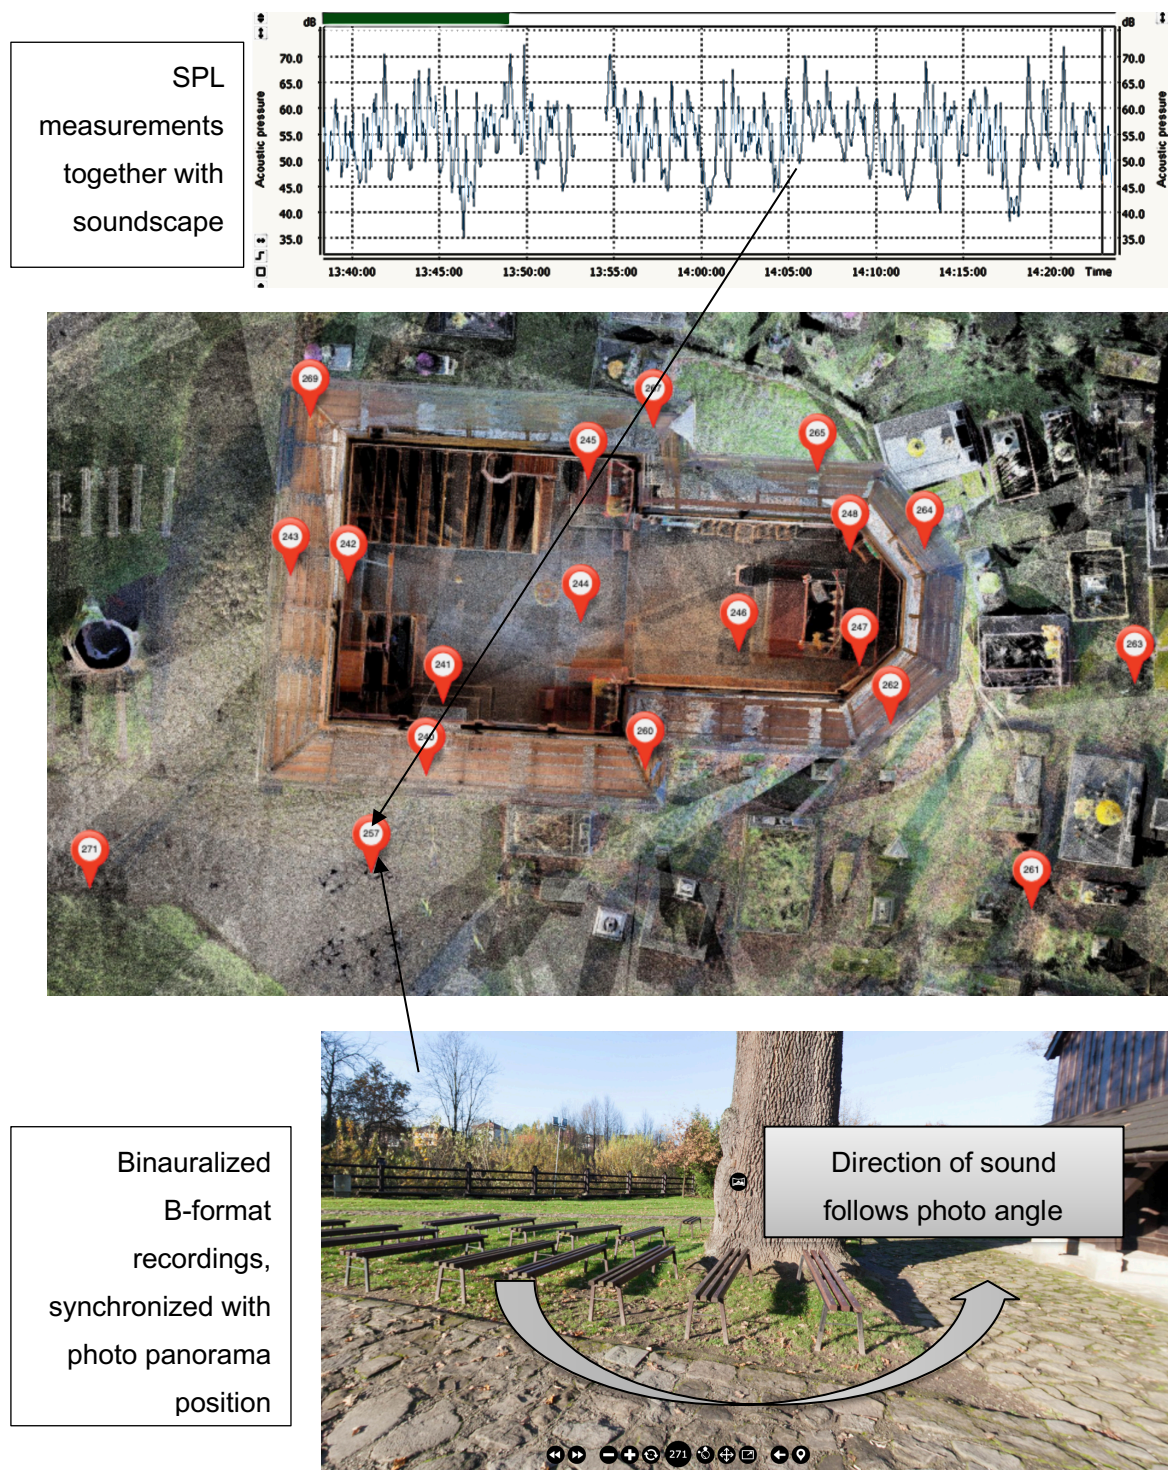 SPL
measurements
together with
soundscape
dB
dB
70.0
70.0
65.0
65.0
60.0
60.0
55.0
55.0
50.0
50.0
45.0
45.0
40.0
40.0
35.0
35.0
Acoustic pressure
Acoustic pressure
13:40:00 13:45:00 13:50:00 13:55:00 14:00:00 14:05:00 14:10:00 14:15:00 14:20:00 Time
269
267
245
265
248
264
243
242
244
246
247
263
241
262
240
260
257
271
261
Binauralized
B-format
recordings,
synchronized with
photo panorama
position
Direction of sound
follows photo angle
271